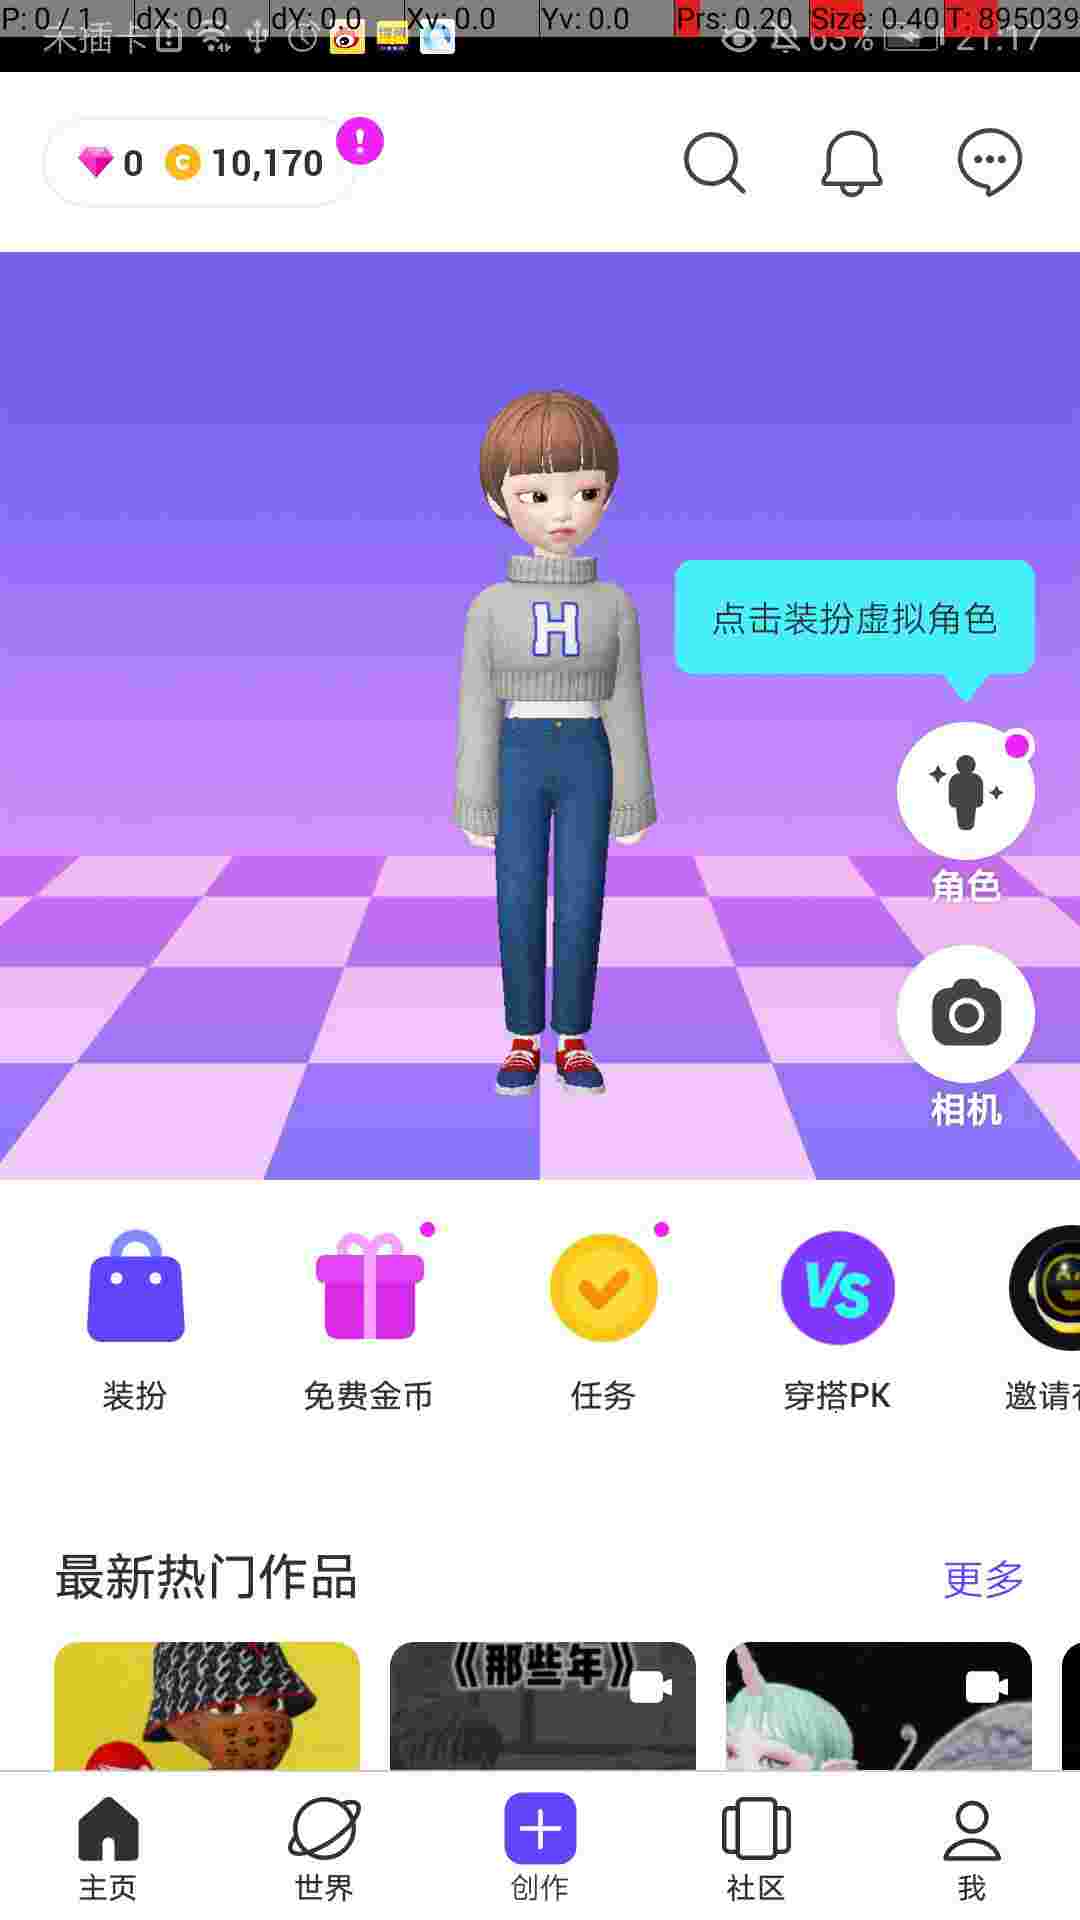 P: 0 / 1 dX: 0.0 dY: 0.0 Xv: 0.0 Yv: 0.0 Prs: 0.20 Size: 0.40 T: 895039
未插卡 63% 21:17
0 C 10,170 !
H
点击装扮虚拟角色
角色
相机
VS
装扮 免费金币 任务 穿搭PK 邀请
最新热门作品 更多
《那些年》
主页 世界 创作 社区 我